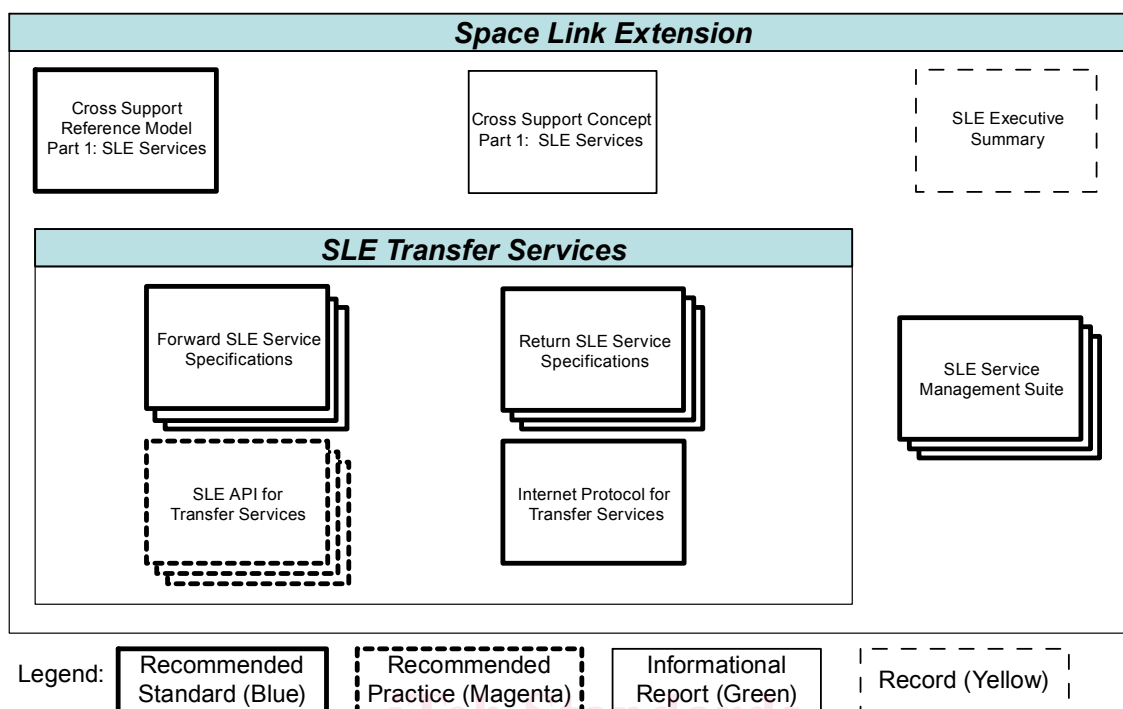 Space Link Extension
Cross Support
Reference Model
Part 1: SLE Services
Cross Support Concept
Part 1: SLE Services
SLE Executive
Summary
SLE Transfer Services
Forward SLE Service
Specifications
Return SLE Service
Specifications
SLE Service
Management Suite
SLE API for
Transfer Services
Internet Protocol for
Transfer Services
Legend:
Recommended
Standard (Blue)
Recommended
Practice (Magenta)
Informational
Report (Green)
Record (Yellow)